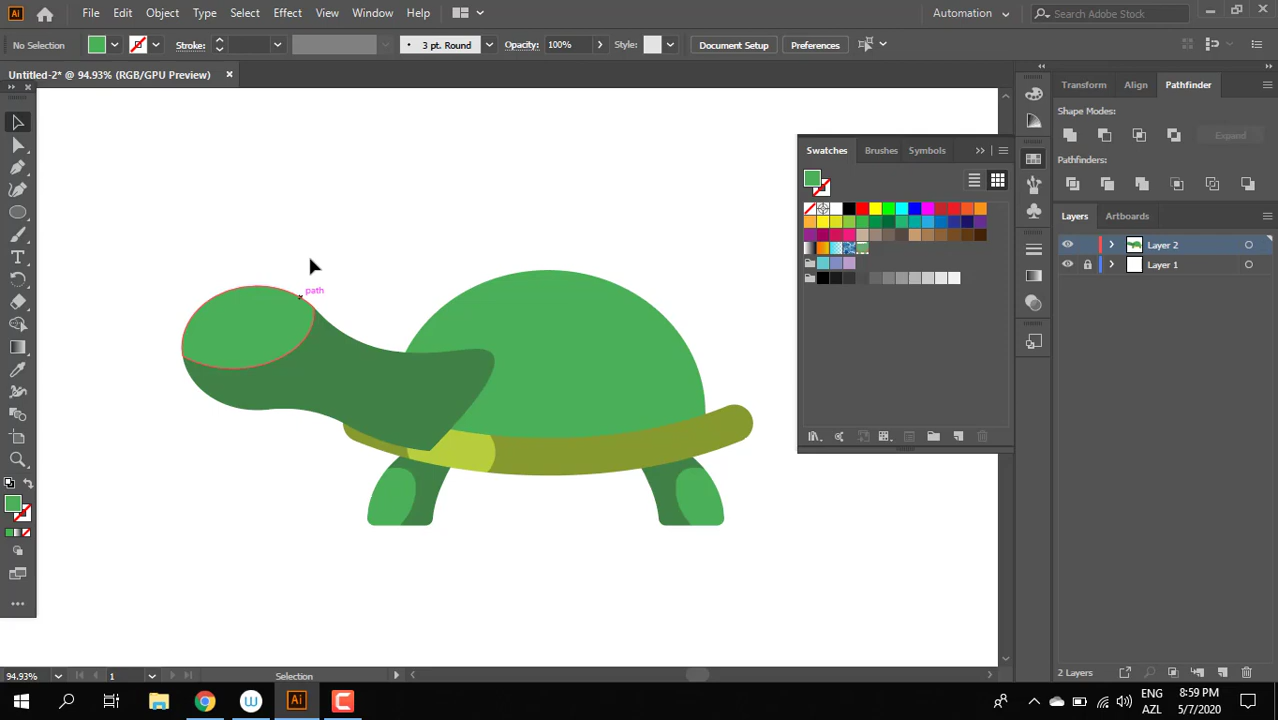 Ai File Edit Object Type Select Effect View Window Help Automation Search Adobe Stock
No Selection Stroke: 3 pt. Round Opacity: 100% Style: Document Setup Preferences
Untitled-2* @ 94.93% (RGB/GPU Preview)
Transform Align Pathfinder
Shape Modes:
Expand
Pathfinders:
Swatches Brushes Symbols
Layers Artboards
Layer 2
Layer 1
path
94.93% 1 Selection
2 Layers
Ai
ENG 8:59 PM
AZL 5/7/2020